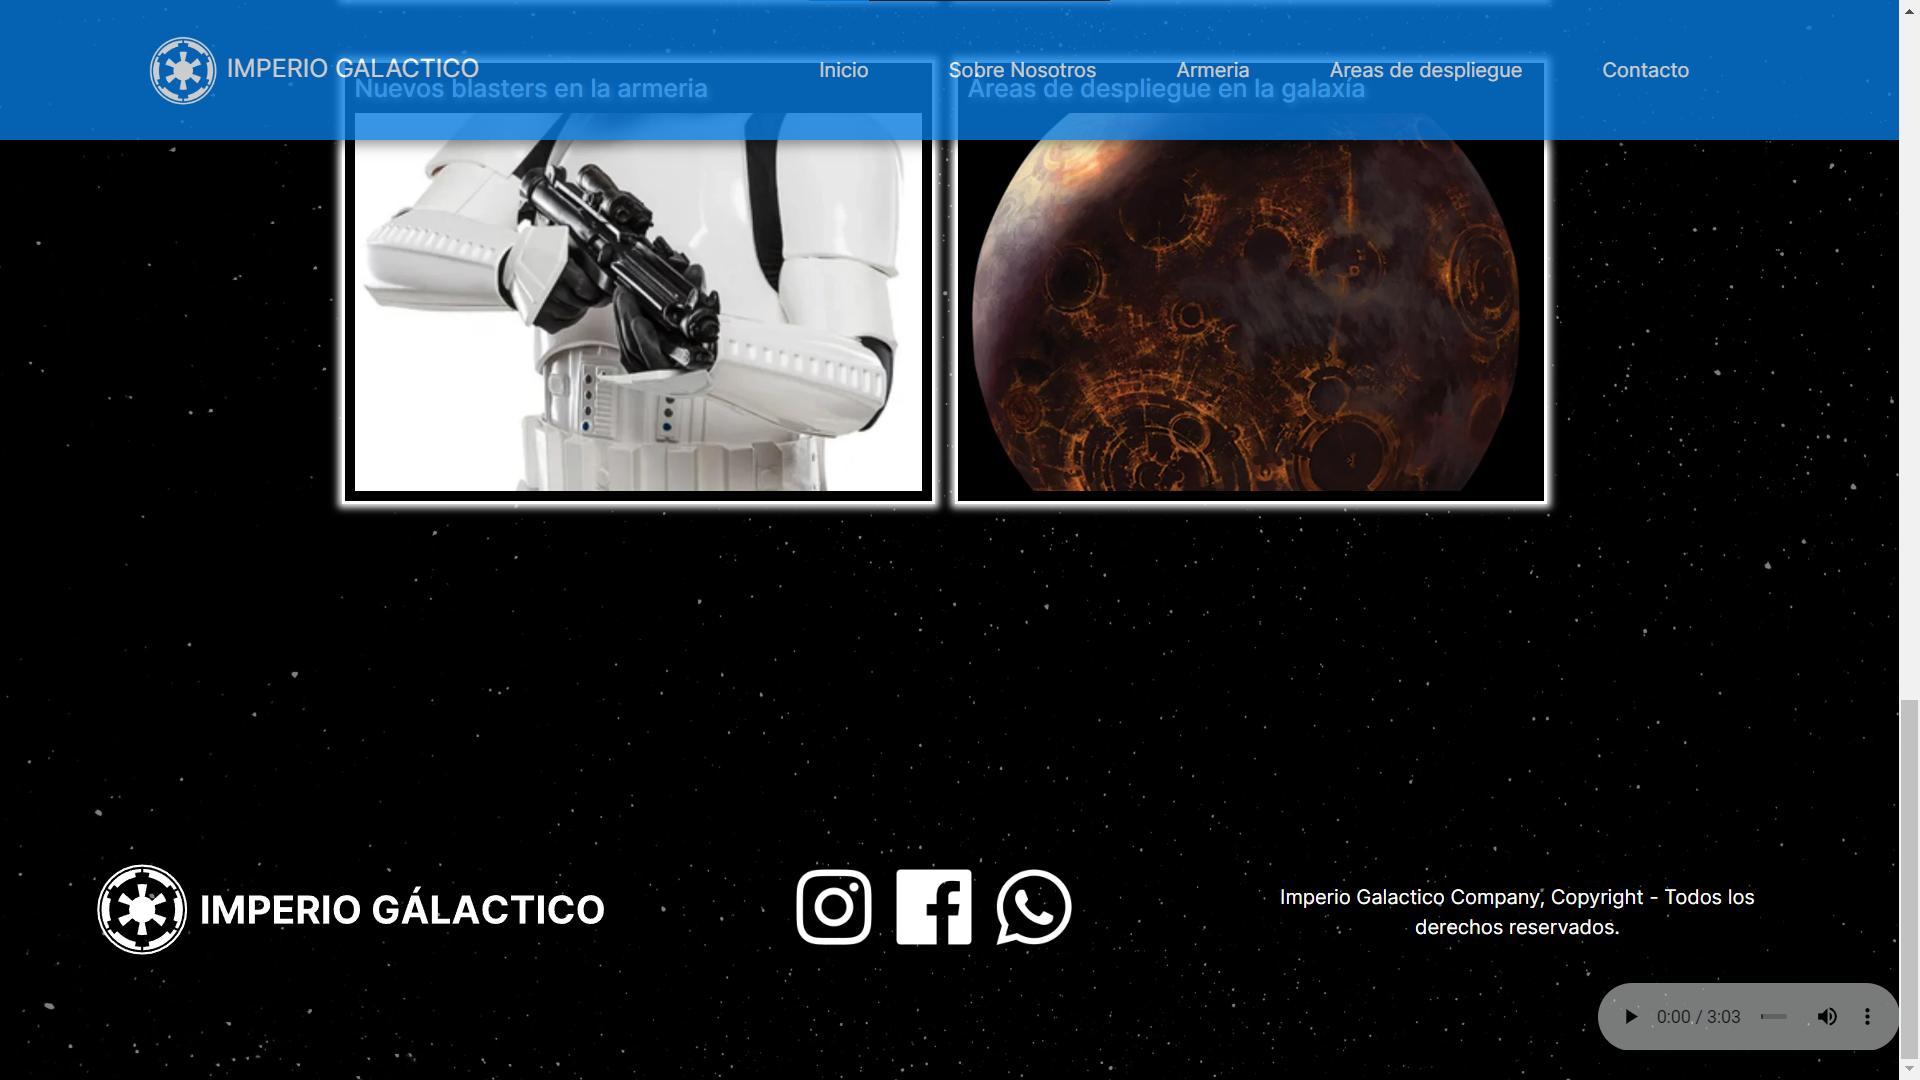 IMPERIO GALACTICO
Inicio
Sobre Nosotros
Armeria
Areas de despliegue
Contacto
Nuevos blasters en la armeria
Areas de despliegue en la galaxía
IMPERIO GÁLACTICO
Imperio Galactico Company, Copyright - Todos los
derechos reservados.
0:00 / 3:03